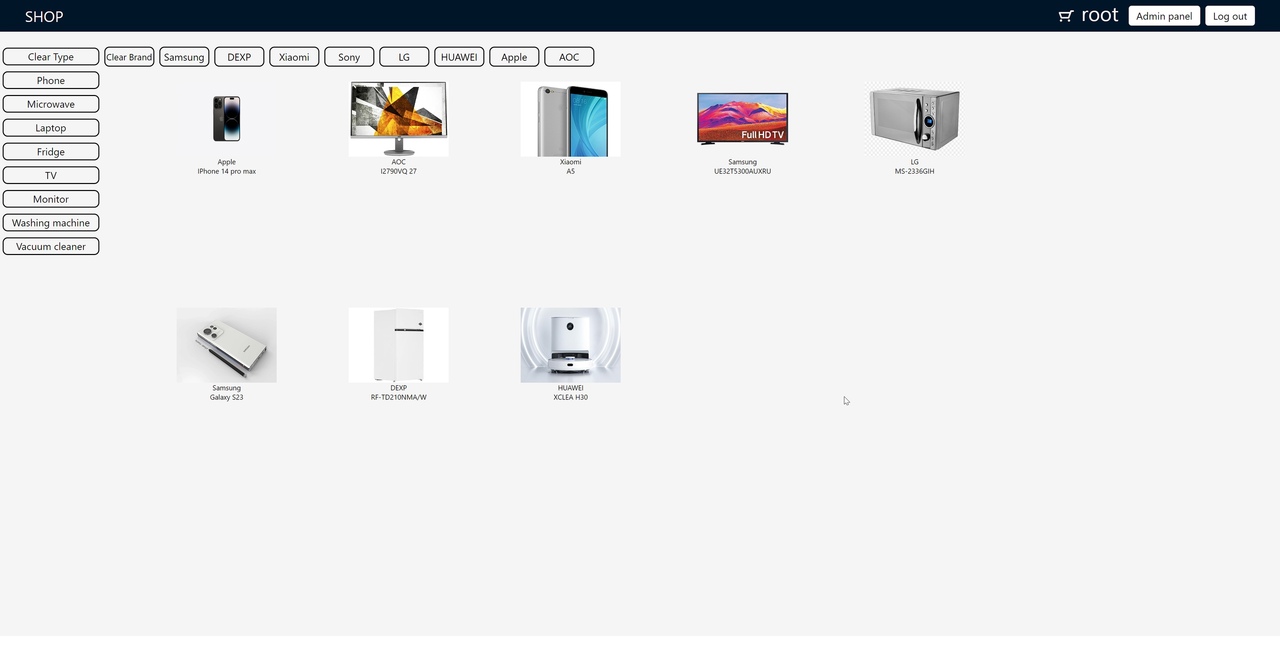 SHOP
root
Admin panel
Log out
Clear Type
Clear Brand
Samsung
DEXP
Xiaomi
Sony
LG
HUAWEI
Apple
AOC
Phone
Microwave
Laptop
Fridge
TV
Monitor
Washing machine
Vacuum cleaner
Full HD TV
Apple
IPhone 14 pro max
AOC
I2790VQ 27
Xiaomi
A5
Samsung
UE32T5300AUXRU
LG
MS-2336GIH
Samsung
Galaxy S23
DEXP
RF-TD210NMA/W
HUAWEI
XCLEA H30